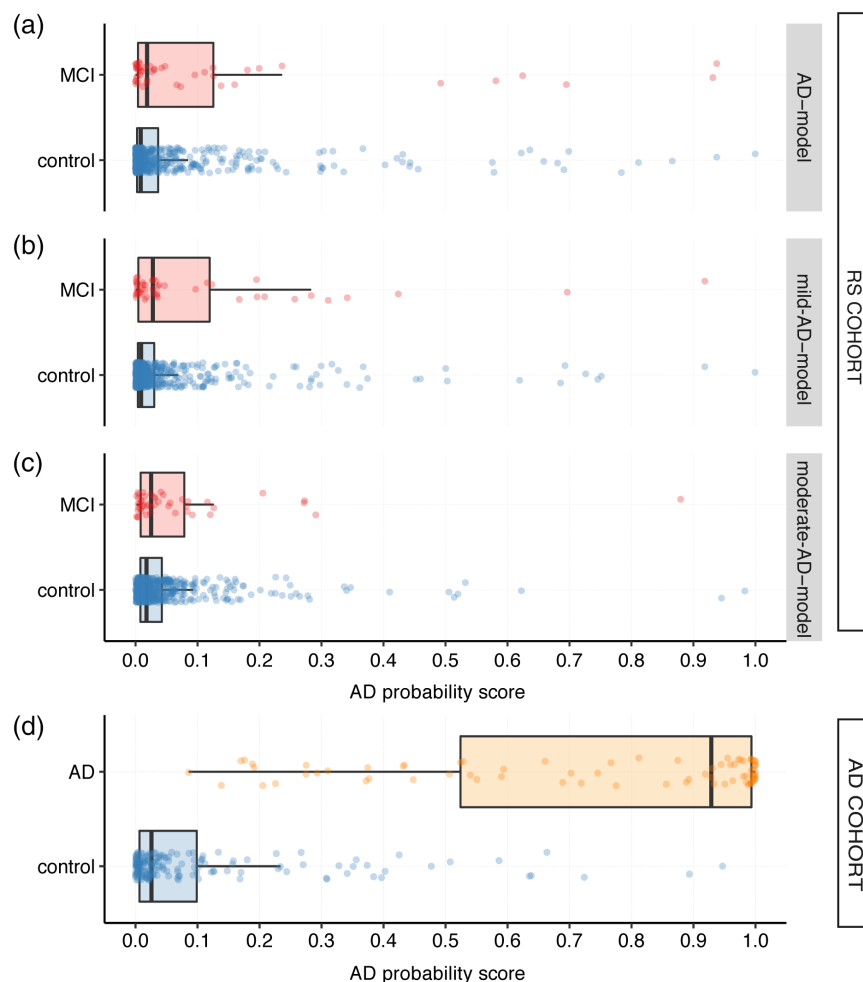 (a)
MCI
control
AD−model
(b)
MCI
control
mild-AD−model
(c)
MCI
control
moderate-AD−model
0.0 0.1 0.2 0.3 0.4 0.5 0.6 0.7 0.8 0.9 1.0
AD probability score
RS COHORT
(d)
AD
control
0.0 0.1 0.2 0.3 0.4 0.5 0.6 0.7 0.8 0.9 1.0
AD probability score
AD COHORT